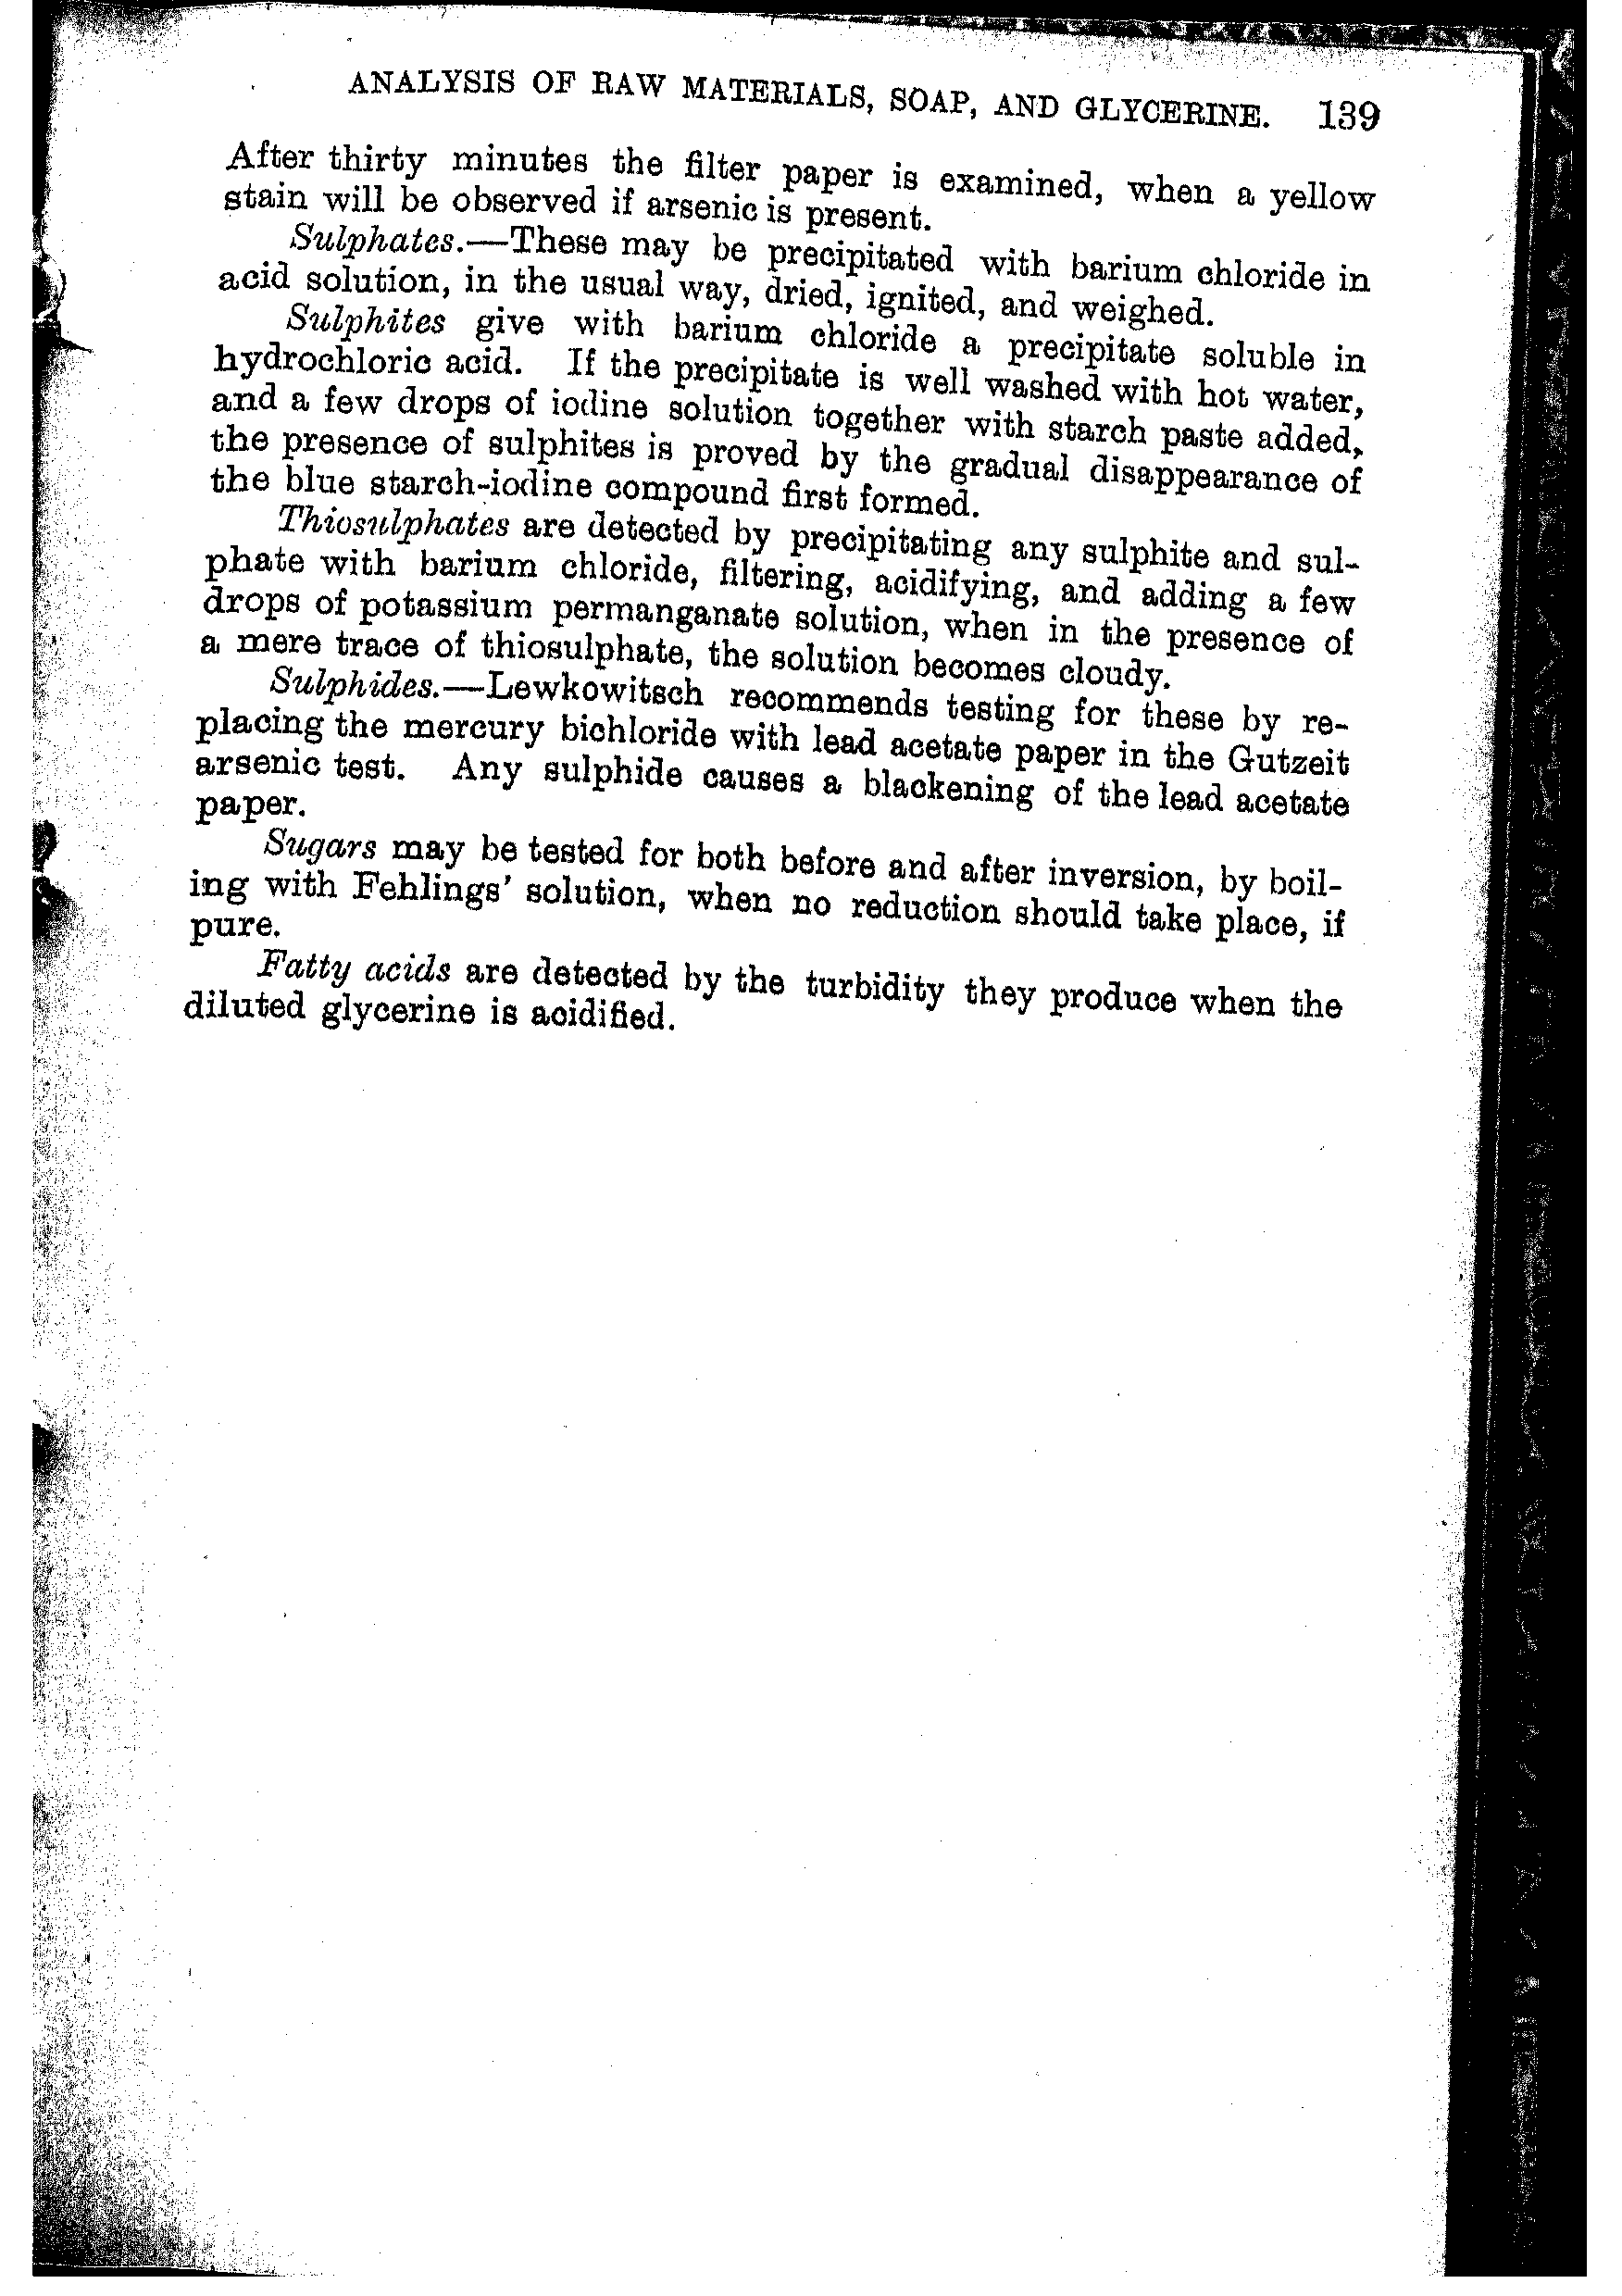 ANALYSIS OF RAW MATERIALS, SOAP, AND GLYCERINE. 139
After thirty minutes the filter paper is examined, when a yellow
stain will be observed if arsenic is present.
Sulphates.—These may be precipitated with barium chloride in
acid solution, in the usual way, dried, ignited, and weighed.
Sulphites give with barium chloride a precipitate soluble in
hydrochloric acid. If the precipitate is well washed with hot water,
and a few drops of iodine solution together with starch paste added,
the presence of sulphites is proved by the gradual disappearance of
the blue starch-iodine compound first formed.
Thiosulphates are detected by precipitating any sulphite and sul-
phate with barium chloride, filtering, acidifying, and adding a few
drops of potassium permanganate solution, when in the presence of
a mere trace of thiosulphate, the solution becomes cloudy.
Sulphides.—Lewkowitsch recommends testing for these by re-
placing the mercury bichloride with lead acetate paper in the Gutzeit
arsenic test. Any sulphide causes a blackening of the lead acetate
paper.
Sugars may be tested for both before and after inversion, by boil-
ing with Fehlings' solution, when no reduction should take place, if
pure.
Fatty acids are detected by the turbidity they produce when the
diluted glycerine is acidified.